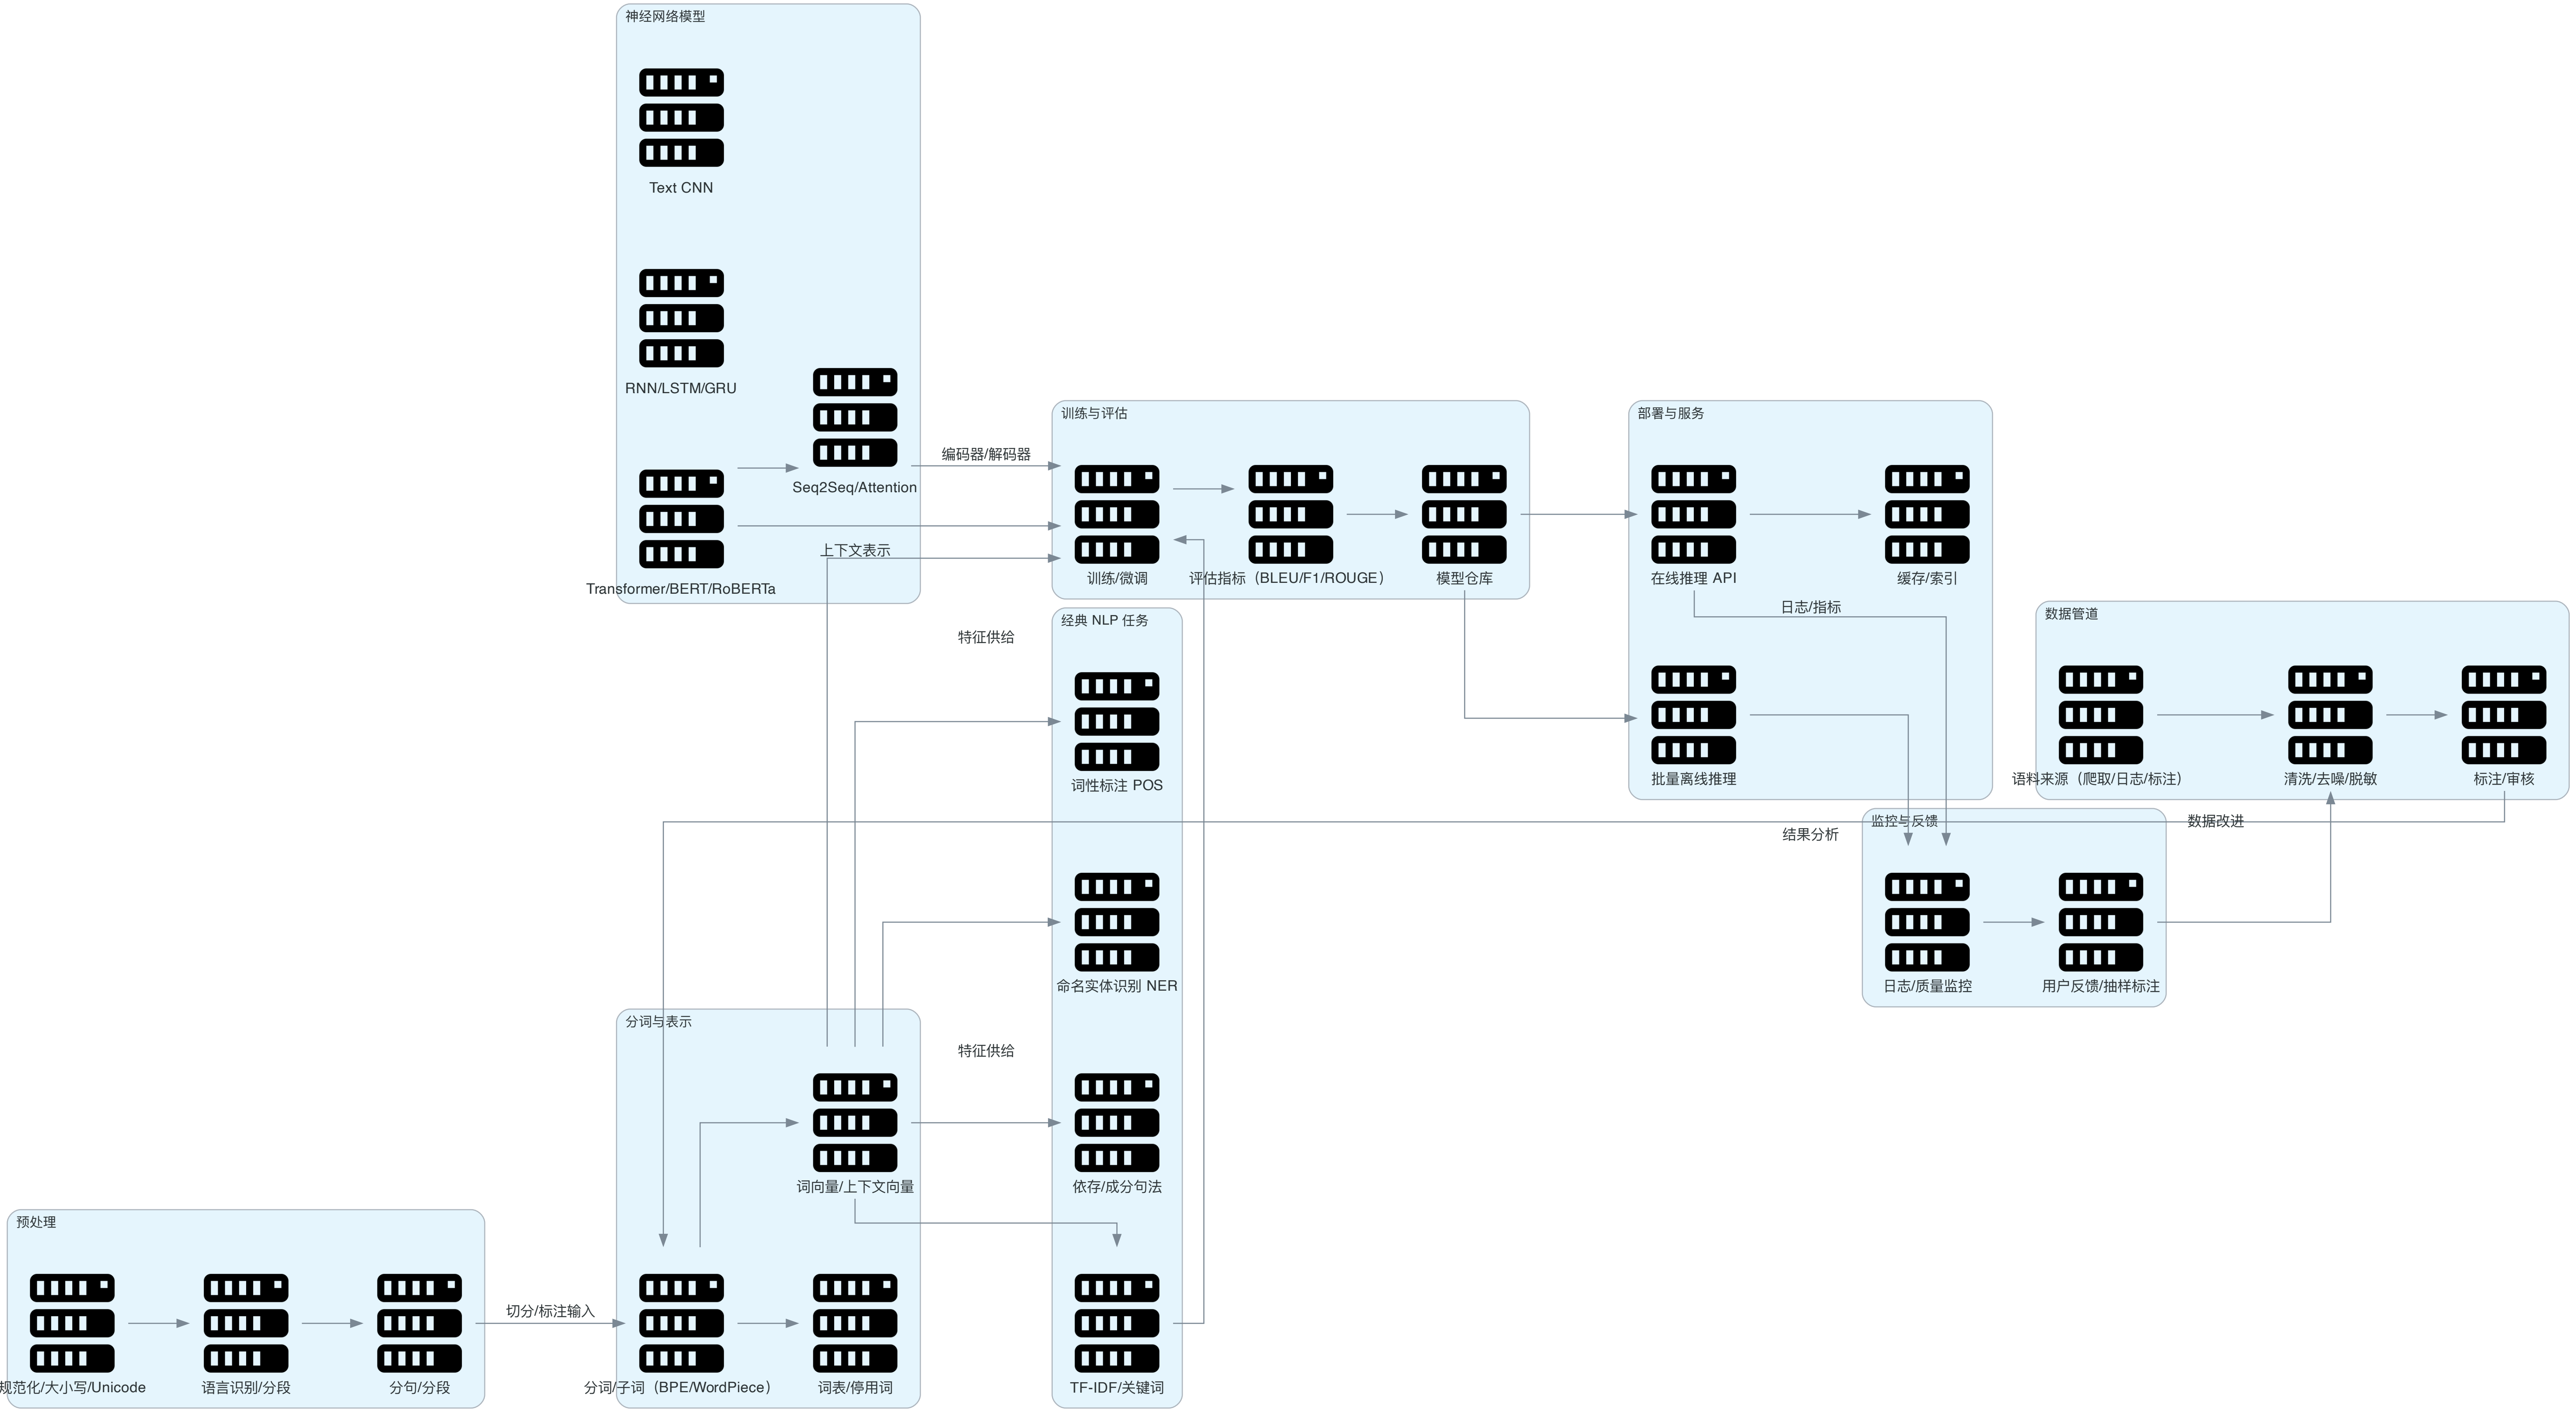 神经网络模型
Text CNN
RNN/LSTM/GRU
Seq2Seq/Attention
Transformer/BERT/RoBERTa
编码器/解码器
上下文表示
训练与评估
训练/微调
评估指标（BLEU/F1/ROUGE）
模型仓库
部署与服务
在线推理 API
缓存/索引
日志/指标
批量离线推理
数据管道
语料来源（爬取/日志/标注）
清洗/去噪/脱敏
标注/审核
特征供给
经典 NLP 任务
词性标注 POS
命名实体识别 NER
特征供给
依存/成分句法
TF-IDF/关键词
监控与反馈
结果分析
数据改进
日志/质量监控
用户反馈/抽样标注
分词与表示
词向量/上下文向量
分词/子词（BPE/WordPiece）
词表/停用词
预处理
规范化/大小写/Unicode
语言识别/分段
分句/分段
切分/标注输入